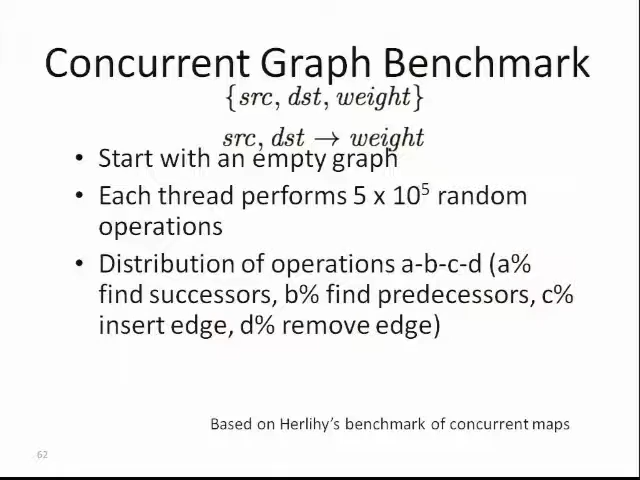 Concurrent Graph Benchmark
{src, dst, weight}
src, dst → weight
• Start with an empty graph
• Each thread performs 5 x 10⁵ random
operations
• Distribution of operations a-b-c-d (a%
find successors, b% find predecessors, c%
insert edge, d% remove edge)
Based on Herlihy's benchmark of concurrent maps
62